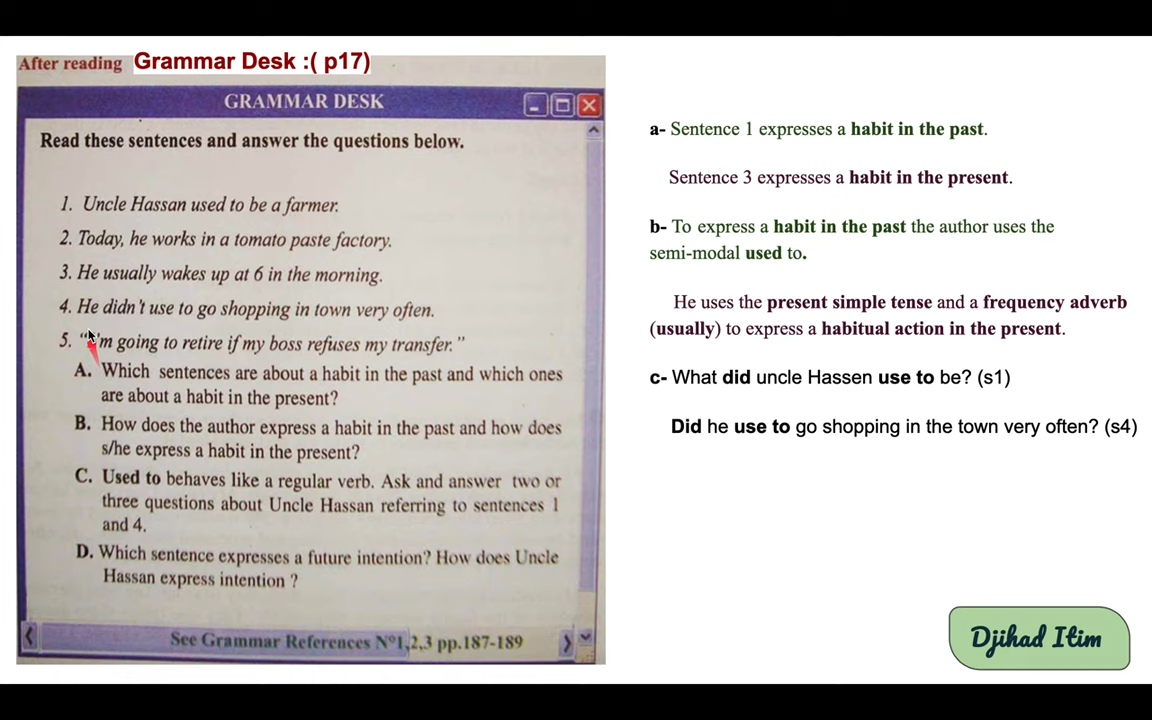 After reading Grammar Desk :( p17)
GRAMMAR DESK
Read these sentences and answer the questions below.
1. Uncle Hassan used to be a farmer.
2. Today, he works in a tomato paste factory.
3. He usually wakes up at 6 in the morning.
4. He didn't use to go shopping in town very often.
5. "I'm going to retire if my boss refuses my transfer."
A. Which sentences are about a habit in the past and which ones
are about a habit in the present?
B. How does the author express a habit in the past and how does
s/he express a habit in the present?
C. Used to behaves like a regular verb. Ask and answer two or
three questions about Uncle Hassan referring to sentences 1
and 4.
D. Which sentence expresses a future intention? How does Uncle
Hassan express intention ?
See Grammar References N°1,2,3 pp.187-189
a- Sentence 1 expresses a habit in the past.
Sentence 3 expresses a habit in the present.
b- To express a habit in the past the author uses the
semi-modal used to.
He uses the present simple tense and a frequency adverb
(usually) to express a habitual action in the present.
c- What did uncle Hassen use to be? (s1)
Did he use to go shopping in the town very often? (s4)
Djihad Itim